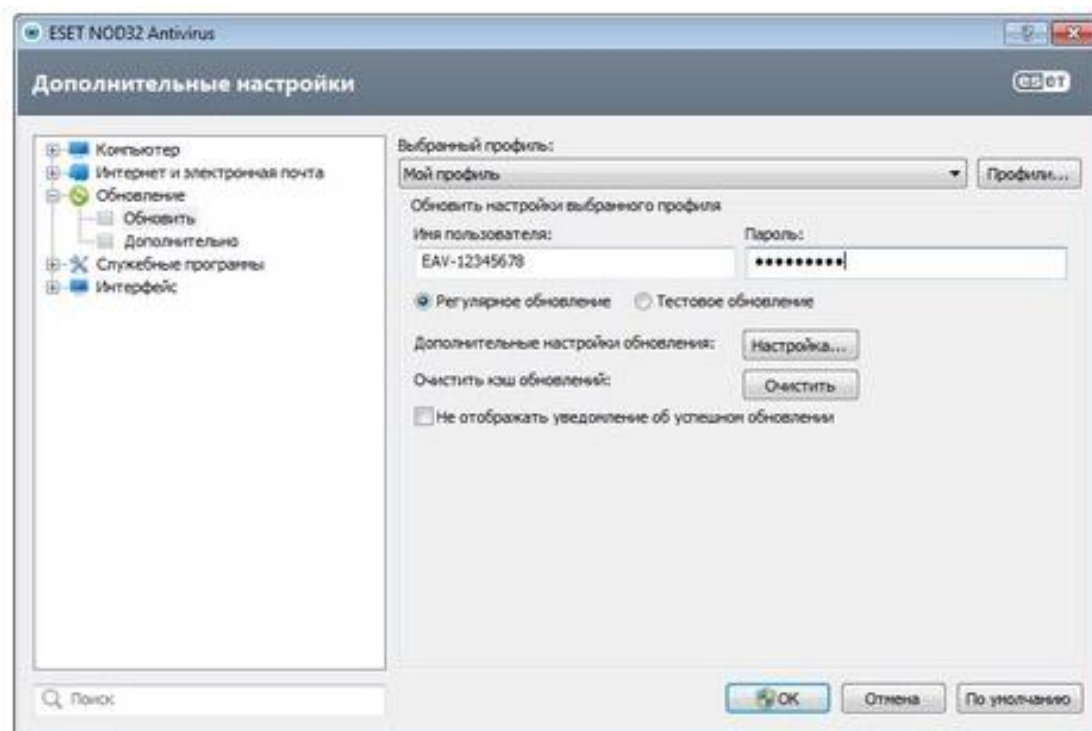 ESET NOD32 Antivirus
Дополнительные настройки
eset
Компьютер
Интернет и электронная почта
Обновление
Обновить
Дополнительно
Служебные программы
Интерфейс
Поиск
Выбранный профиль:
Мой профиль
Профили...
Обновить настройки выбранного профиля
Имя пользователя:
Пароль:
EAV-12345678
•••••••••
Регулярное обновление
Тестовое обновление
Дополнительные настройки обновления:
Настройка...
Очистить кэш обновлений:
Очистить
Не отображать уведомление об успешном обновлении
OK
Отмена
По умолчанию